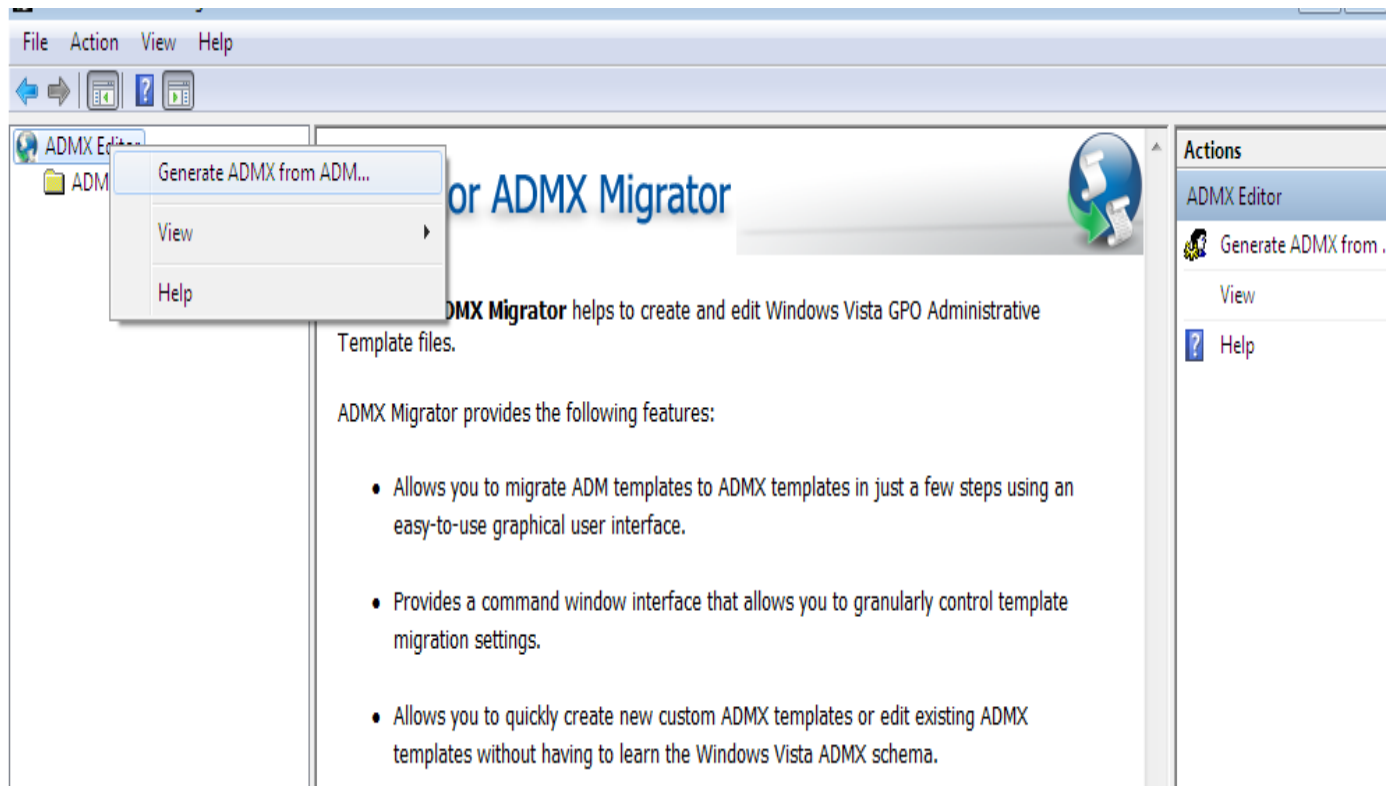 File Action View Help
ADMX Editor
ADM
Generate ADMX from ADM...
View
Help
or ADMX Migrator
DMX Migrator helps to create and edit Windows Vista GPO Administrative
Template files.
ADMX Migrator provides the following features:
• Allows you to migrate ADM templates to ADMX templates in just a few steps using an
easy-to-use graphical user interface.
• Provides a command window interface that allows you to granularly control template
migration settings.
• Allows you to quickly create new custom ADMX templates or edit existing ADMX
templates without having to learn the Windows Vista ADMX schema.
Actions
ADMX Editor
Generate ADMX from .
View
Help